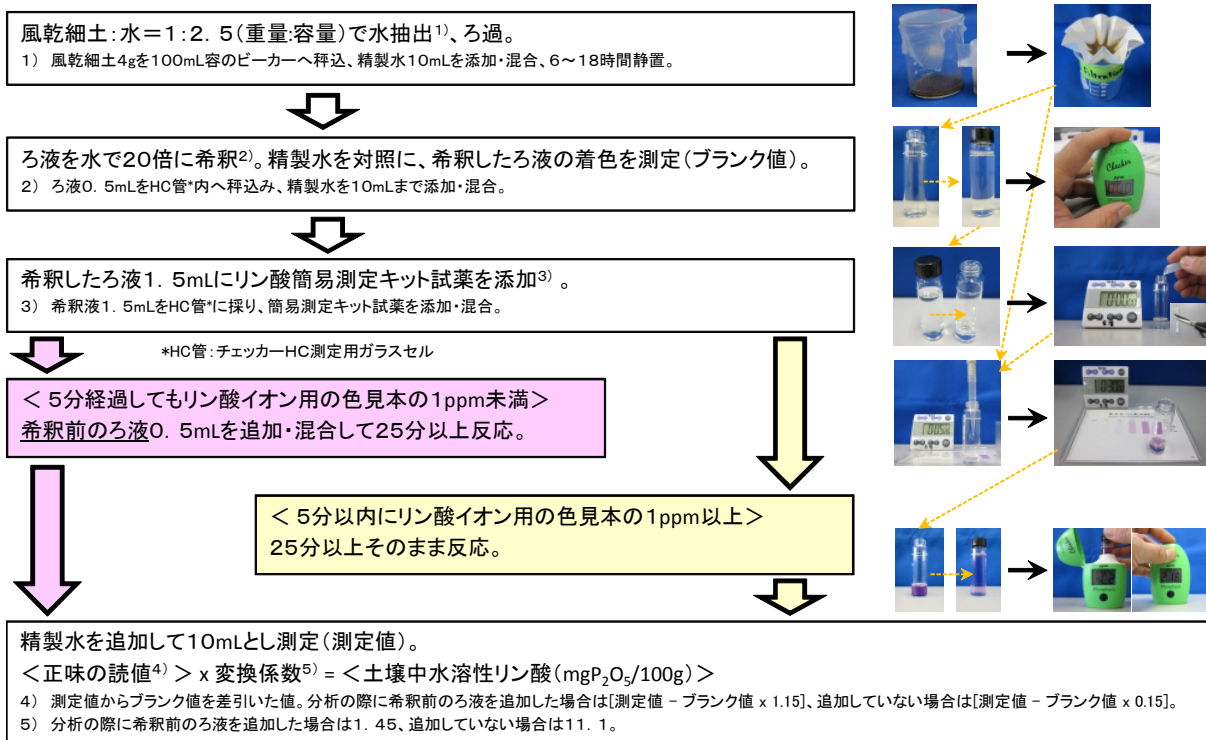 風乾細土:水=1:2.5(重量:容量)で水抽出1)、ろ過。
1) 風乾細土4gを100mL容のビーカーへ秤込、精製水10mLを添加・混合、6~18時間静置。
ろ液を水で20倍に希釈2)。精製水を対照に、希釈したろ液の着色を測定(ブランク値)。
2) ろ液0.5mLをHC管*内へ秤込み、精製水を10mLまで添加・混合。
希釈したろ液1.5mLにリン酸簡易測定キット試薬を添加3) 。
3) 希釈液1.5mLをHC管*に採り、簡易測定キット試薬を添加・混合。
*HC管:チェッカーHC測定用ガラスセル
<5分経過してもリン酸イオン用の色見本の1ppm未満>
希釈前のろ液0.5mLを追加・混合して25分以上反応。
<5分以内にリン酸イオン用の色見本の1ppm以上>
25分以上そのまま反応。
精製水を追加して10mLとし測定(測定値)。
<正味の読値4)> x 変換係数5) = <土壌中水溶性リン酸(mgP2O5/100g)>
4) 測定値からブランク値を差引いた値。分析の際に希釈前のろ液を追加した場合は[測定値 – ブランク値 x 1.15]、追加していない場合は[測定値 – ブランク値 x 0.15]。
5) 分析の際に希釈前のろ液を追加した場合は1.45、追加していない場合は11.1。
Filtration
Checker